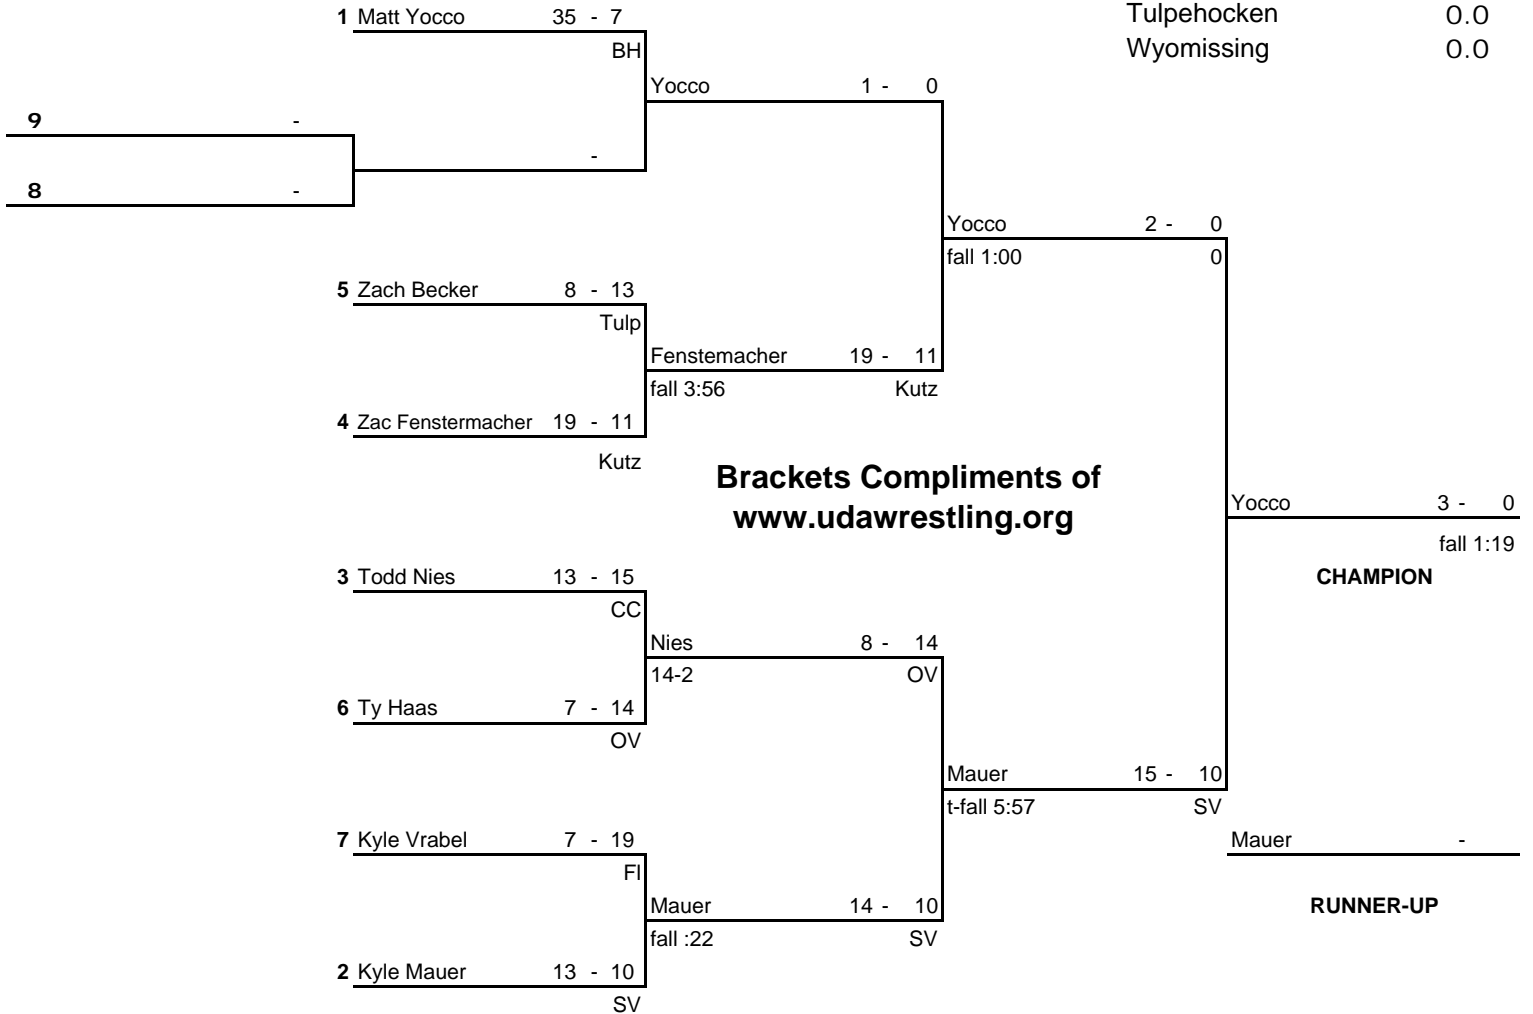 1 Matt Yocco 35 - 7
Tulpehocken 0.0
BH
Wyomissing 0.0
Yocco 1 - 0
9 -
-
8 -
Yocco 2 - 0
fall 1:00 0
5 Zach Becker 8 - 13
Tulp
Fenstemacher 19 - 11
fall 3:56 Kutz
4 Zac Fenstermacher 19 - 11
Kutz
Brackets Compliments of
www.udawrestling.org
Yocco 3 - 0
fall 1:19
CHAMPION
3 Todd Nies 13 - 15
CC
Nies 8 - 14
14-2 OV
6 Ty Haas 7 - 14
OV
Mauer 15 - 10
t-fall 5:57 SV
7 Kyle Vrabel 7 - 19
Mauer -
FI
Mauer 14 - 10
RUNNER-UP
fall :22 SV
2 Kyle Mauer 13 - 10
SV